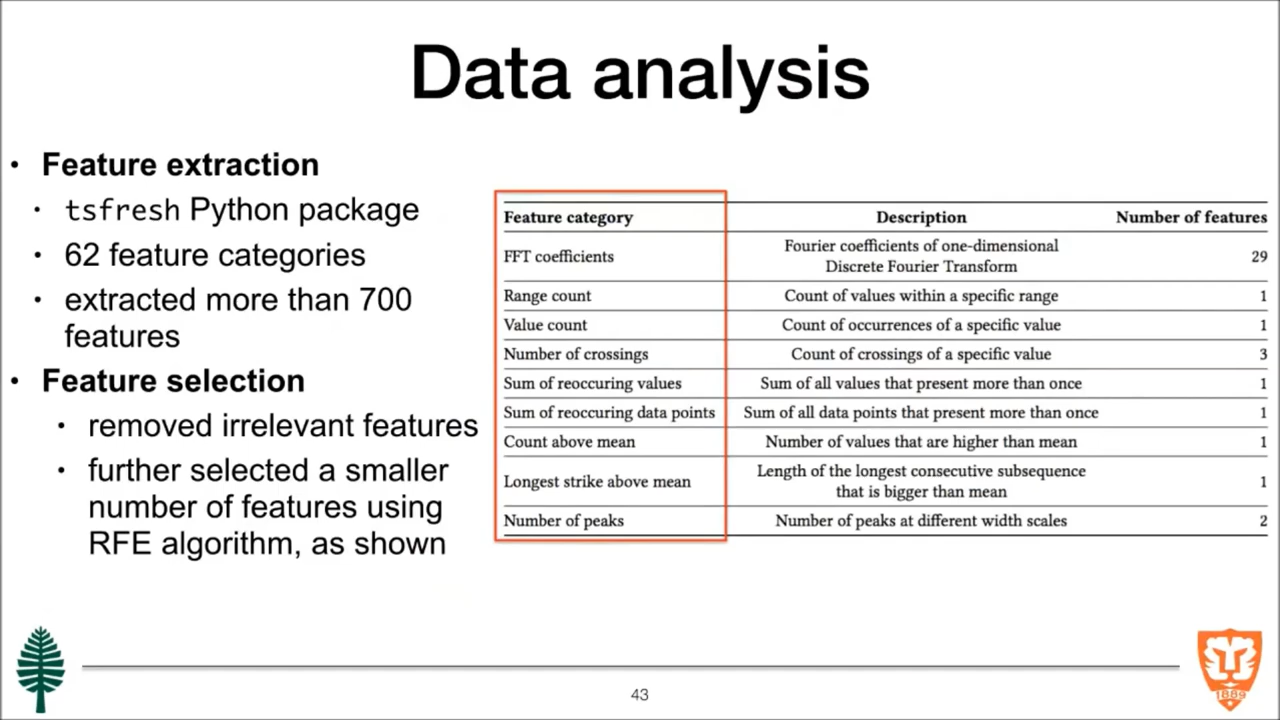 Data analysis
• Feature extraction
• tsfresh Python package
• 62 feature categories
• extracted more than 700
features
• Feature selection
• removed irrelevant features
• further selected a smaller
number of features using
RFE algorithm, as shown
Feature category Description Number of features
FFT coefficients Fourier coefficients of one-dimensional
Discrete Fourier Transform 29
Range count Count of values within a specific range 1
Value count Count of occurrences of a specific value 1
Number of crossings Count of crossings of a specific value 3
Sum of reoccuring values Sum of all values that present more than once 1
Sum of reoccuring data points Sum of all data points that present more than once 1
Count above mean Number of values that are higher than mean 1
Longest strike above mean Length of the longest consecutive subsequence
that is bigger than mean 1
Number of peaks Number of peaks at different width scales 2
43
1889